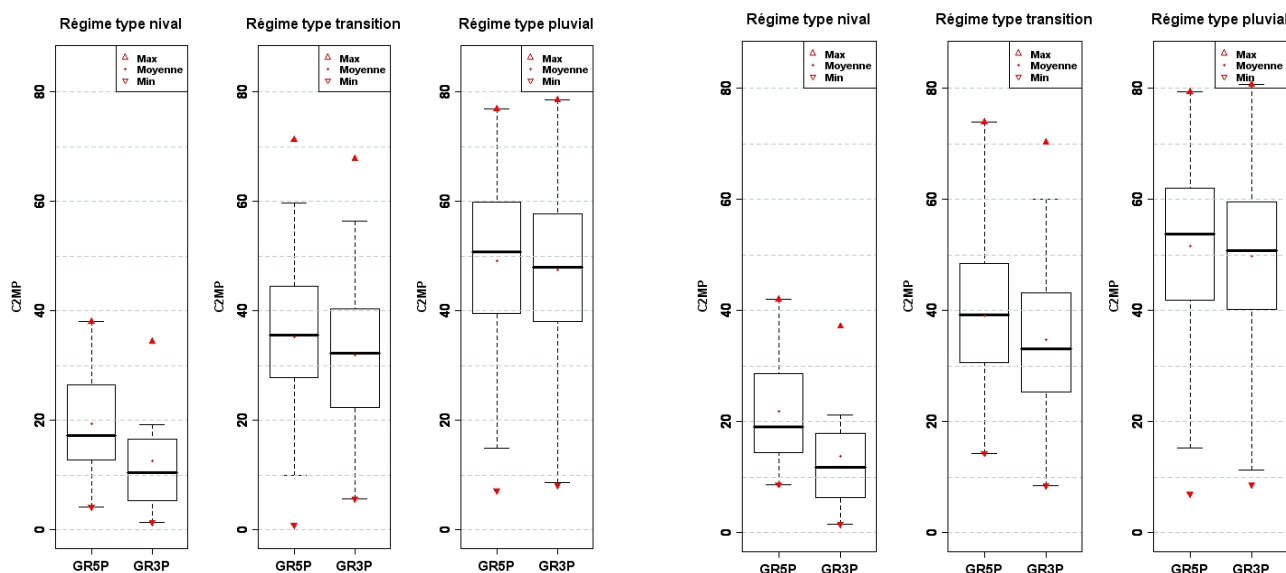 Régime type nival
Régime type transition
Régime type pluvial
Max
Moyenne
Min
Max
Moyenne
Min
Max
Moyenne
Min
C2MP
80
60
40
20
0
C2MP
80
60
40
20
0
C2MP
80
60
40
20
0
GR5P GR3P
GR5P GR3P
GR5P GR3P
Régime type nival
Régime type transition
Régime type pluvial
Max
Moyenne
Min
Max
Moyenne
Min
Max
Moyenne
Min
C2MP
80
60
40
20
0
C2MP
80
60
40
20
0
C2MP
80
60
40
20
0
GR5P GR3P
GR5P GR3P
GR5P GR3P